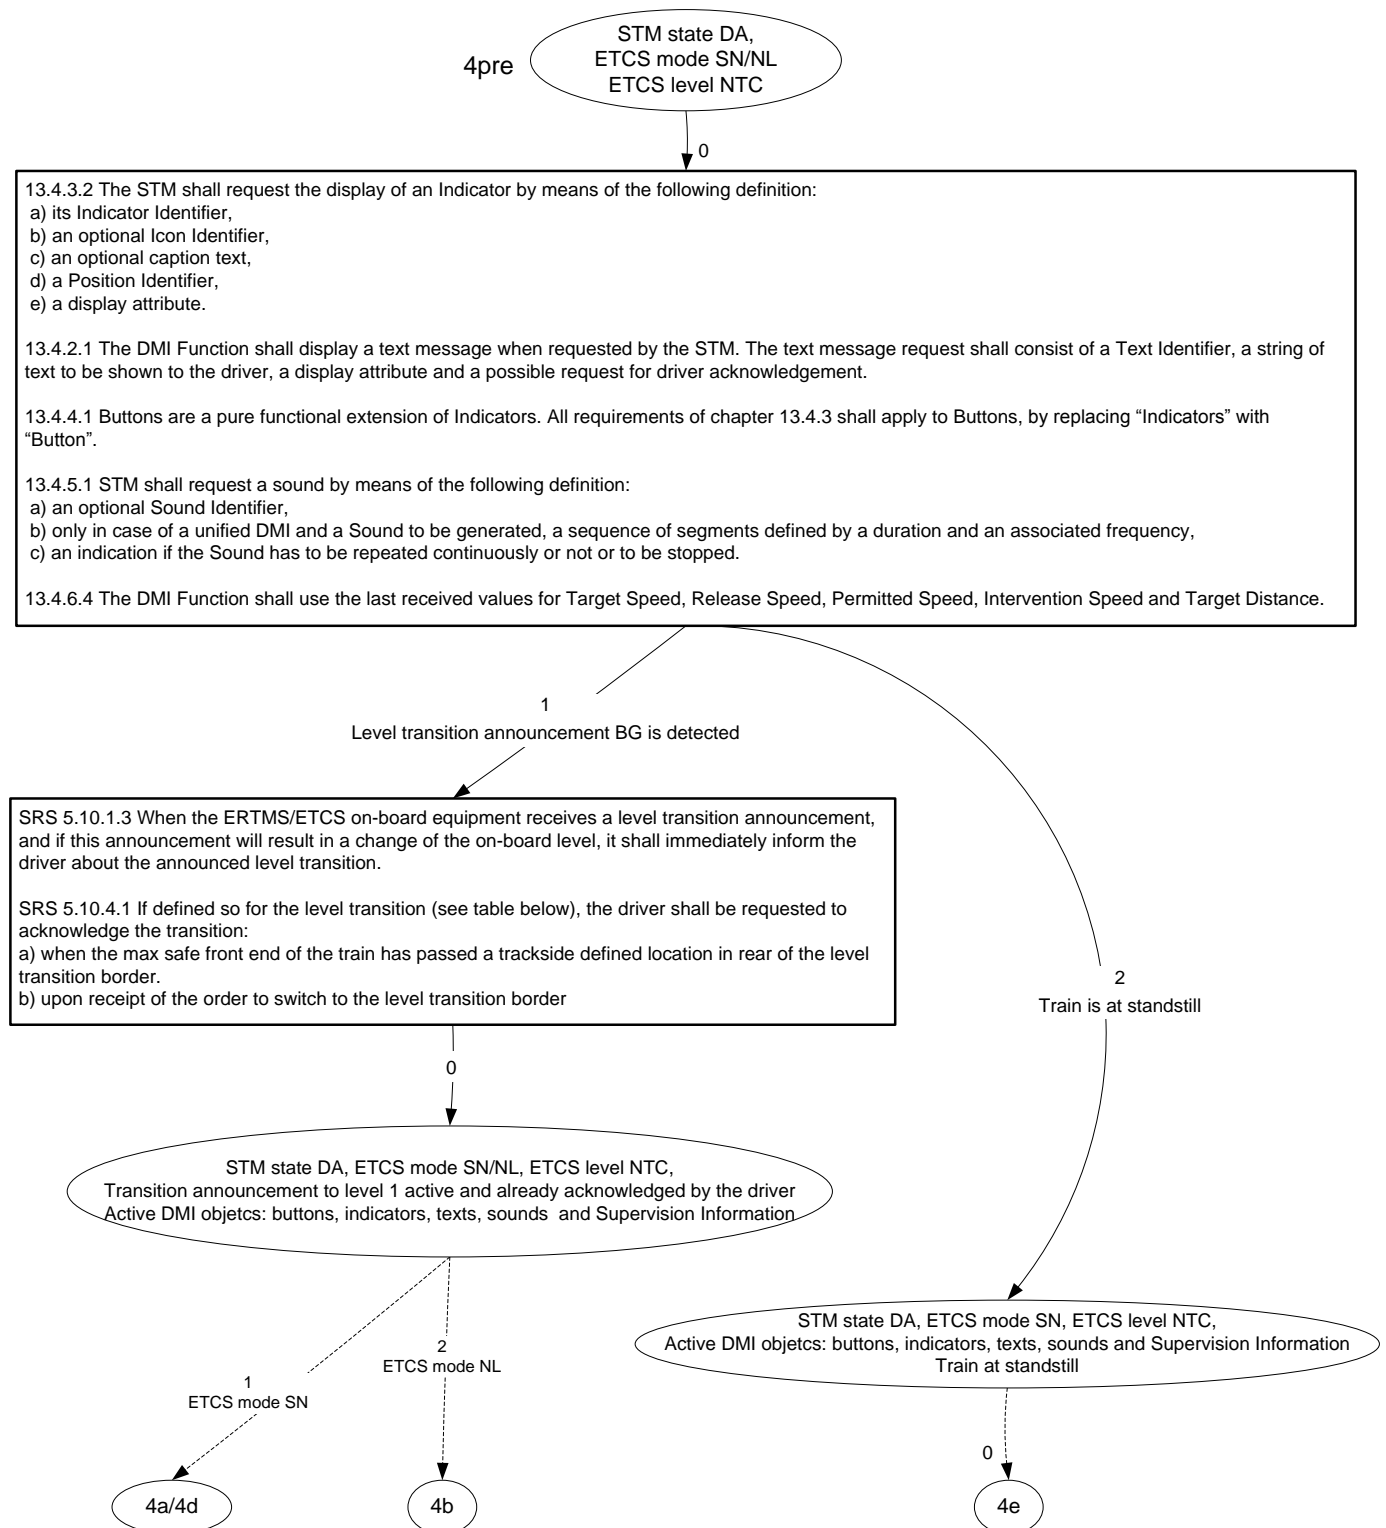 STM state DA,
ETCS mode SN/NL
ETCS level NTC
4pre
0
13.4.3.2 The STM shall request the display of an Indicator by means of the following definition:
a) its Indicator Identifier,
b) an optional Icon Identifier,
c) an optional caption text,
d) a Position Identifier,
e) a display attribute.
13.4.2.1 The DMI Function shall display a text message when requested by the STM. The text message request shall consist of a Text Identifier, a string of
text to be shown to the driver, a display attribute and a possible request for driver acknowledgement.
13.4.4.1 Buttons are a pure functional extension of Indicators. All requirements of chapter 13.4.3 shall apply to Buttons, by replacing “Indicators” with
“Button”.
13.4.5.1 STM shall request a sound by means of the following definition:
a) an optional Sound Identifier,
b) only in case of a unified DMI and a Sound to be generated, a sequence of segments defined by a duration and an associated frequency,
c) an indication if the Sound has to be repeated continuously or not or to be stopped.
13.4.6.4 The DMI Function shall use the last received values for Target Speed, Release Speed, Permitted Speed, Intervention Speed and Target Distance.
1
Level transition announcement BG is detected
SRS 5.10.1.3 When the ERTMS/ETCS on-board equipment receives a level transition announcement,
and if this announcement will result in a change of the on-board level, it shall immediately inform the
driver about the announced level transition.
SRS 5.10.4.1 If defined so for the level transition (see table below), the driver shall be requested to
acknowledge the transition:
a) when the max safe front end of the train has passed a trackside defined location in rear of the level
transition border.
b) upon receipt of the order to switch to the level transition border
2
Train is at standstill
0
STM state DA, ETCS mode SN/NL, ETCS level NTC,
Transition announcement to level 1 active and already acknowledged by the driver
Active DMI objetcs: buttons, indicators, texts, sounds and Supervision Information
STM state DA, ETCS mode SN, ETCS level NTC,
Active DMI objetcs: buttons, indicators, texts, sounds and Supervision Information
Train at standstill
2
ETCS mode NL
1
ETCS mode SN
0
4a/4d
4b
4e